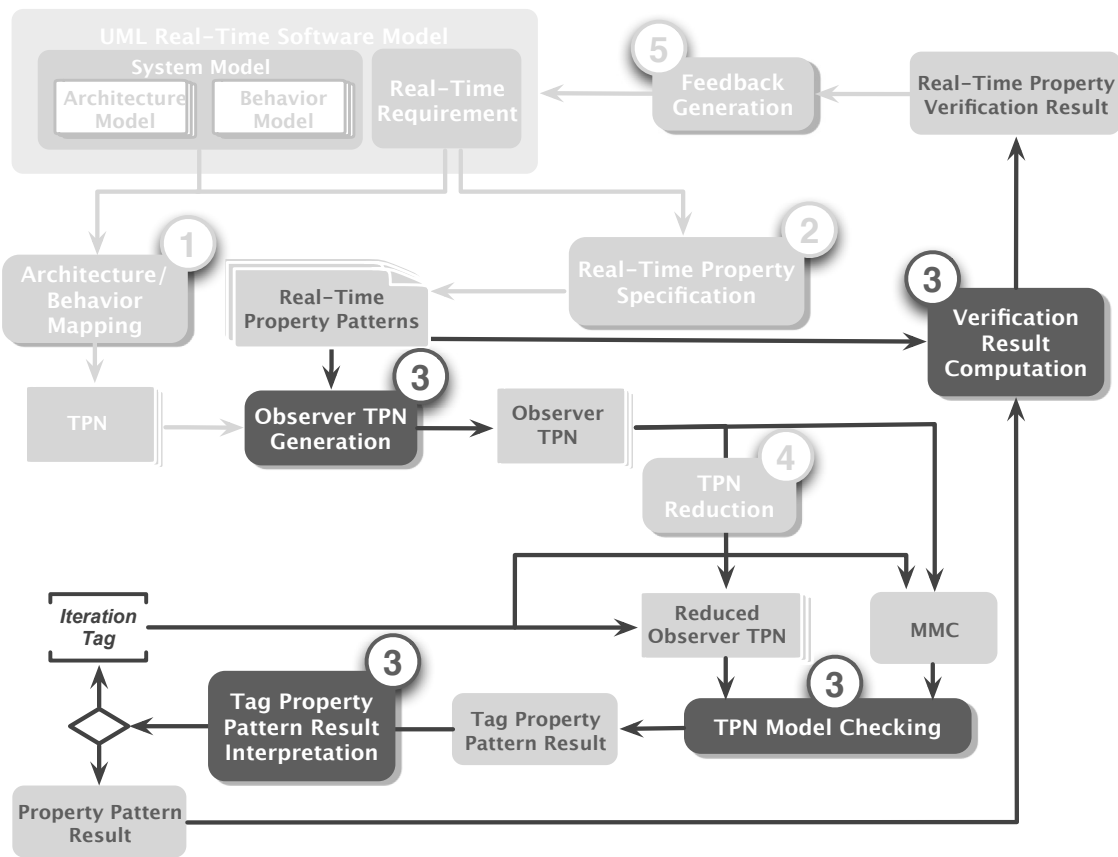 UML Real-Time Software Model
System Model
Architecture
Model
Behavior
Model
Real-Time
Requirement
5
Feedback
Generation
Real-Time Property
Verification Result
1
Architecture/
Behavior
Mapping
Real-Time
Property Patterns
2
Real-Time Property
Specification
3
Verification
Result
Computation
TPN
3
Observer TPN
Generation
Observer
TPN
4
TPN
Reduction
Iteration
Tag
Reduced
Observer TPN
MMC
3
Tag Property
Pattern Result
Interpretation
Tag Property
Pattern Result
3
TPN Model Checking
Property Pattern
Result